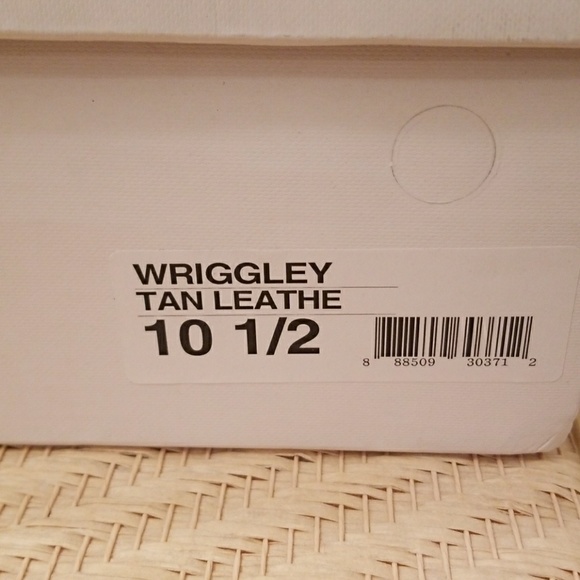 WRIGGLEY
TAN LEATHE
10 1/2
8 88509 30371 2